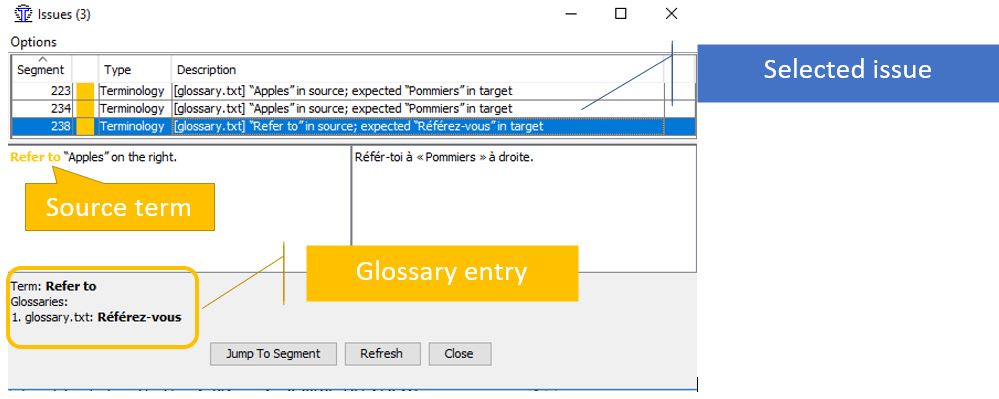 Issues (3)
Options
Segment Type Description
223 Terminology [glossary.txt] “Apples” in source; expected “Pommiers” in target
234 Terminology [glossary.txt] “Apples” in source; expected “Pommiers” in target
238 Terminology [glossary.txt] “Refer to” in source; expected “Référez-vous” in target
Selected issue
Refer to “Apples” on the right.
Référ-toi à « Pommiers » à droite.
Source term
Glossary entry
Term: Refer to
Glossaries:
1. glossary.txt: Référez-vous
Jump To Segment Refresh Close